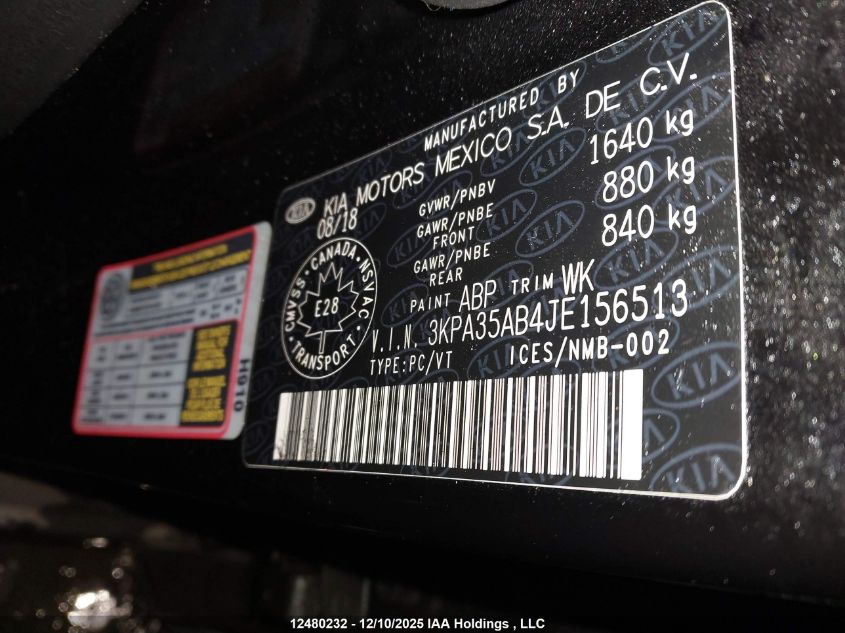 MANUFACTURED BY
KIA KIA MOTORS MEXICO S.A. DE C.V.
08/18
GVWR/PNBV 1640 kg
GAWR/PNBE FRONT 880 kg
GAWR/PNBE REAR 840 kg
CMVSS · CANADA · NSVAC
E28
TRANSPORT
PAINT ABP TRIM WK
V.I.N. 3KPA35AB4JE156513
TYPE:PC/VT ICES/NMB-002
H910
12480232 - 12/10/2025 IAA Holdings , LLC